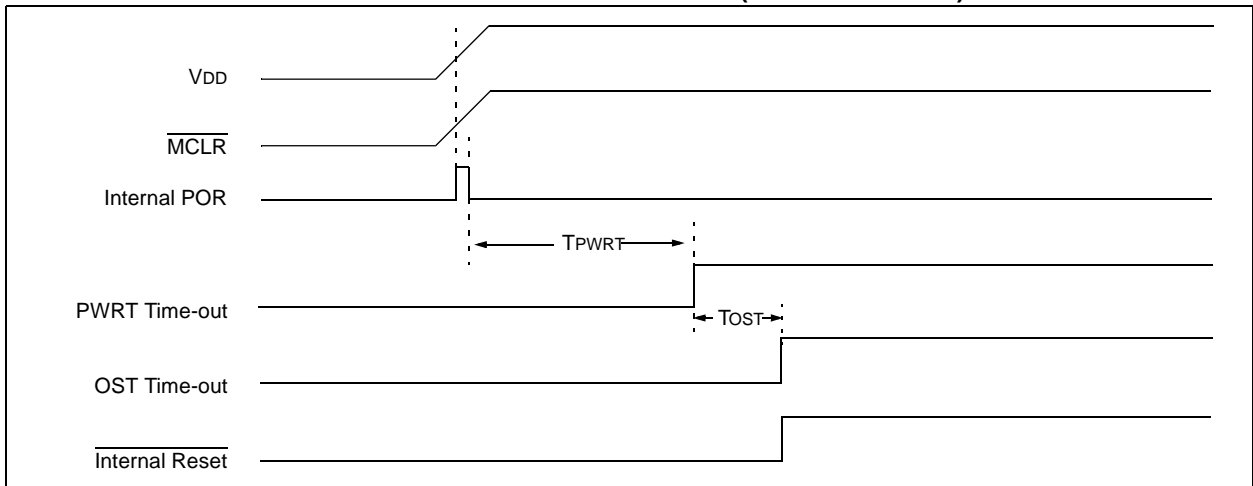 VDD
MCLR
Internal POR
TPWRT
PWRT Time-out
TOST
OST Time-out
Internal Reset